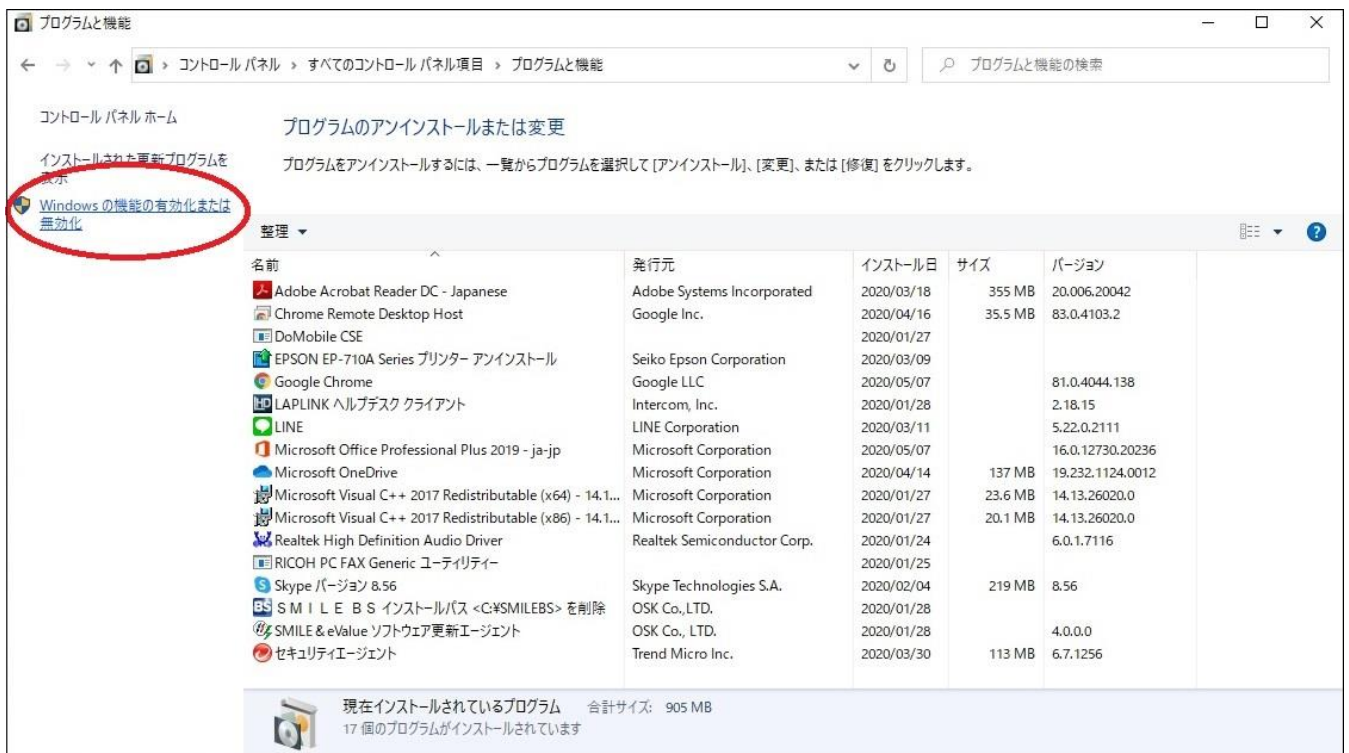 プログラムと機能
コントロール パネル › すべてのコントロール パネル項目 › プログラムと機能
プログラムと機能の検索
コントロール パネル ホーム
インストールされた更新プログラムを
表示
Windows の機能の有効化または
無効化
プログラムのアンインストールまたは変更
プログラムをアンインストールするには、一覧からプログラムを選択して [アンインストール]、[変更]、または [修復] をクリックします。
整理
名前 発行元 インストール日 サイズ バージョン
Adobe Acrobat Reader DC - Japanese Adobe Systems Incorporated 2020/03/18 355 MB 20.006.20042
Chrome Remote Desktop Host Google Inc. 2020/04/16 35.5 MB 83.0.4103.2
DoMobile CSE 2020/01/27
EPSON EP-710A Series プリンター アンインストール Seiko Epson Corporation 2020/03/09
Google Chrome Google LLC 2020/05/07 81.0.4044.138
LAPLINK ヘルプデスク クライアント Intercom, Inc. 2020/01/28 2.18.15
LINE LINE Corporation 2020/03/11 5.22.0.2111
Microsoft Office Professional Plus 2019 - ja-jp Microsoft Corporation 2020/05/07 16.0.12730.20236
Microsoft OneDrive Microsoft Corporation 2020/04/14 137 MB 19.232.1124.0012
Microsoft Visual C++ 2017 Redistributable (x64) - 14.1... Microsoft Corporation 2020/01/27 23.6 MB 14.13.26020.0
Microsoft Visual C++ 2017 Redistributable (x86) - 14.1... Microsoft Corporation 2020/01/27 20.1 MB 14.13.26020.0
Realtek High Definition Audio Driver Realtek Semiconductor Corp. 2020/01/24 6.0.1.7116
RICOH PC FAX Generic ユーティリティー 2020/01/25
Skype バージョン 8.56 Skype Technologies S.A. 2020/02/04 219 MB 8.56
ＳＭＩＬＥ ＢＳ インストールパス <C:¥SMILEBS> を削除 OSK Co.,LTD. 2020/01/28
SMILE & eValue ソフトウェア更新エージェント OSK Co., LTD. 2020/01/28 4.0.0.0
セキュリティエージェント Trend Micro Inc. 2020/03/30 113 MB 6.7.1256
現在インストールされているプログラム 合計サイズ: 905 MB
17 個のプログラムがインストールされています